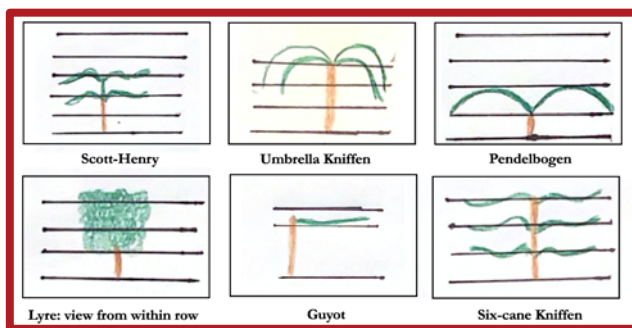 Scott-Henry
Umbrella Kniffen
Pendelbogen
Lyre: view from within row
Guyot
Six-cane Kniffen